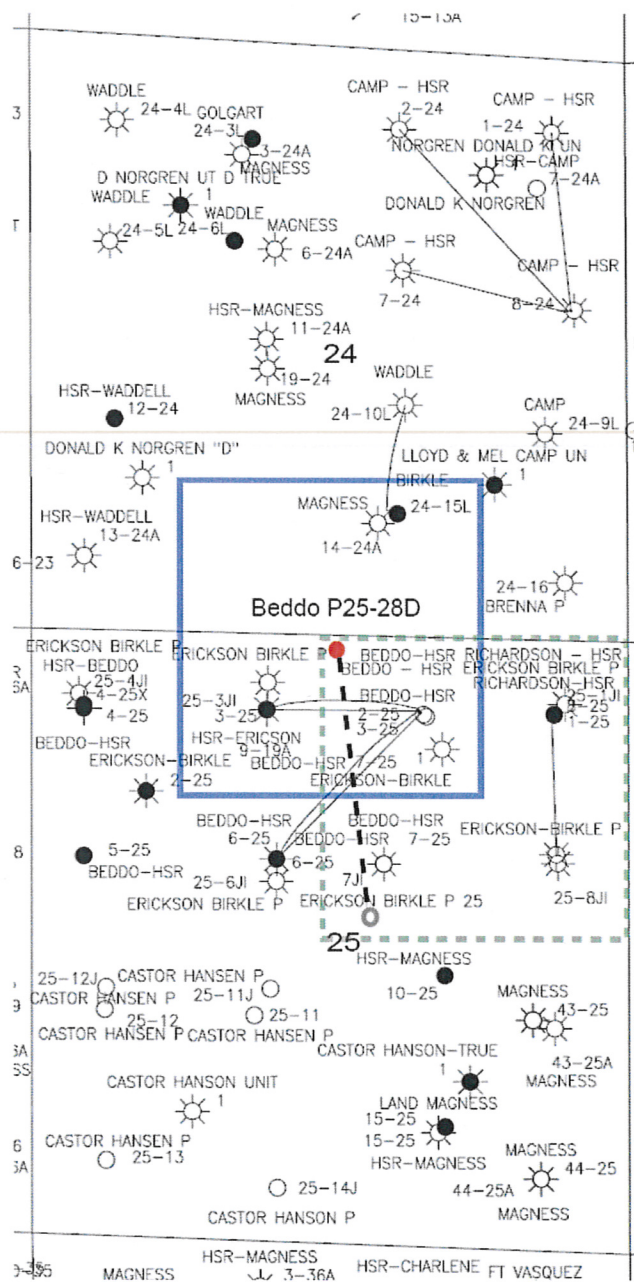 15-13A
3
WADDLE
24-4L
GOLGART
24-3L
3-24A
MAGNESS
CAMP - HSR
2-24
CAMP - HSR
1-24
NORGREN DONALD K UN
1
HSR-CAMP
7-24A
DONALD K NORGREN
D NORGREN UT D TRUE
1
WADDLE
24-5L
WADDLE
24-6L
MAGNESS
6-24A
CAMP - HSR
7-24
CAMP - HSR
8-24
HSR-MAGNESS
11-24A
24
19-24
MAGNESS
HSR-WADDELL
12-24
WADDLE
24-10L
CAMP
24-9L
DONALD K NORGREN "D"
1
LLOYD & MEL CAMP UN
1
BIRKLE
24-15L
MAGNESS
14-24A
HSR-WADDELL
13-24A
6-23
24-16
BRENNA P
Beddo P25-28D
ERICKSON BIRKLE P
HSR-BEDDO
25-4JI
4-25X
4-25
BEDDO-HSR
ERICKSON BIRKLE P
25-3JI
3-25
HSR-ERICSON
9-19A
BEDDO-HSR
BEDDO - HSR
BEDDO-HSR
2-25
3-25
RICHARDSON - HSR
ERICKSON BIRKLE P
RICHARDSON-HSR
25-1JI
1-25
BEDDO-HSR
7-25
1
ERICKSON-BIRKLE
ERICKSON-BIRKLE
2-25
8
5-25
BEDDO-HSR
BEDDO-HSR
6-25
BEDDO-HSR
6-25
25-6JI
ERICKSON BIRKLE P
BEDDO-HSR
7-25
7JI
ERICKSON BIRKLE P 25
ERICKSON-BIRKLE P
25-8JI
25
25-12J
CASTOR HANSEN P
CASTOR HANSEN P
25-12
CASTOR HANSEN P
25-11J
25-11
CASTOR HANSEN P
HSR-MAGNESS
10-25
MAGNESS
43-25
43-25A
MAGNESS
9
CASTOR HANSON UNIT
1
CASTOR HANSON-TRUE
1
LAND MAGNESS
15-25
15-25
HSR-MAGNESS
CASTOR HANSEN P
25-13
25-14J
CASTOR HANSON P
MAGNESS
44-25
44-25A
MAGNESS
MAGNESS
HSR-MAGNESS
3-36A
HSR-CHARLENE
FT VASQUEZ